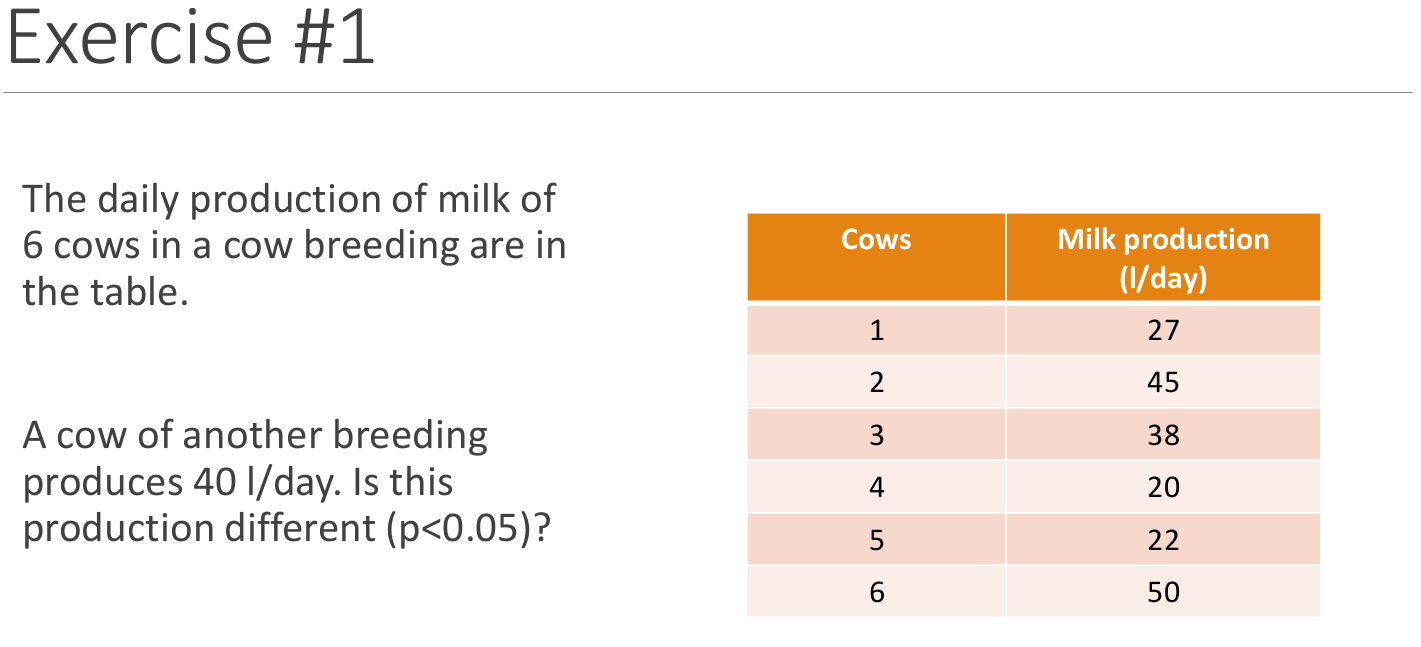 Exercise #1
The daily production of milk of
6 cows in a cow breeding are in
the table.
A cow of another breeding
produces 40 l/day. Is this
production different (p<0.05)?
Cows Milk production
(l/day)
1 27
2 45
3 38
4 20
5 22
6 50